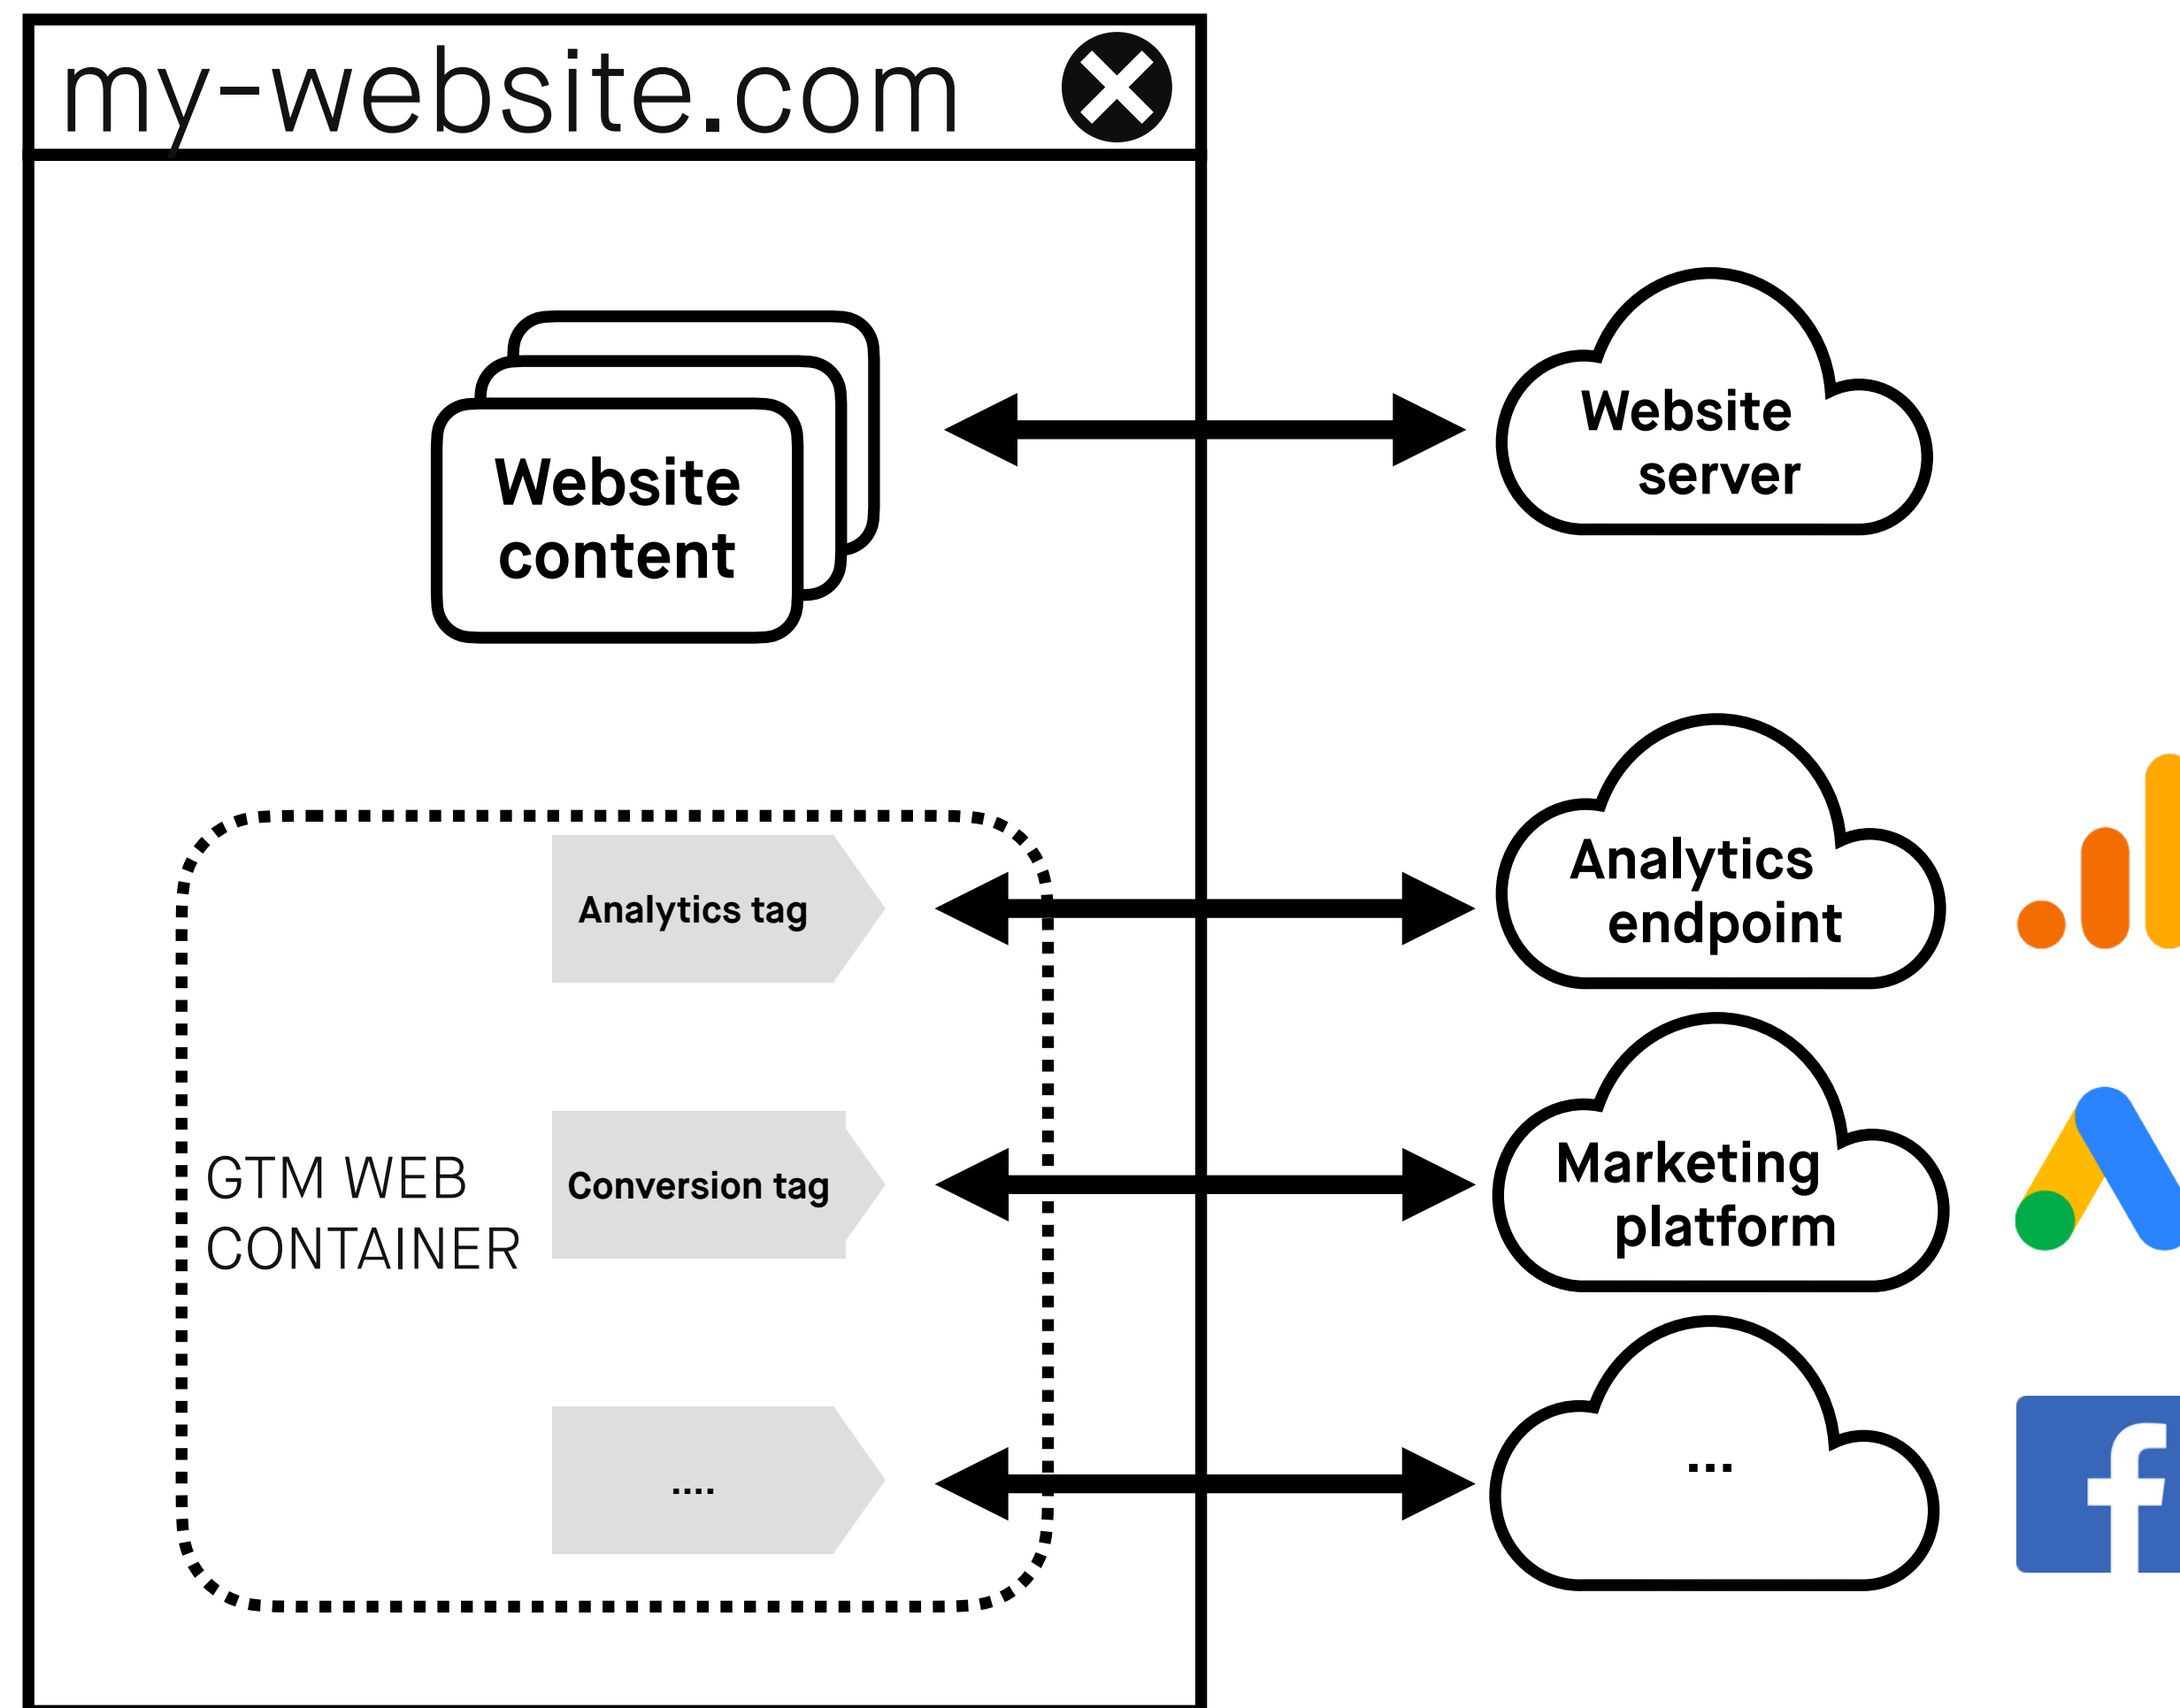 my-website.com
Website
content
Website
server
Analytics tag
Analytics
endpoint
GTM WEB
CONTAINER
Conversion tag
Marketing
platform
....
...